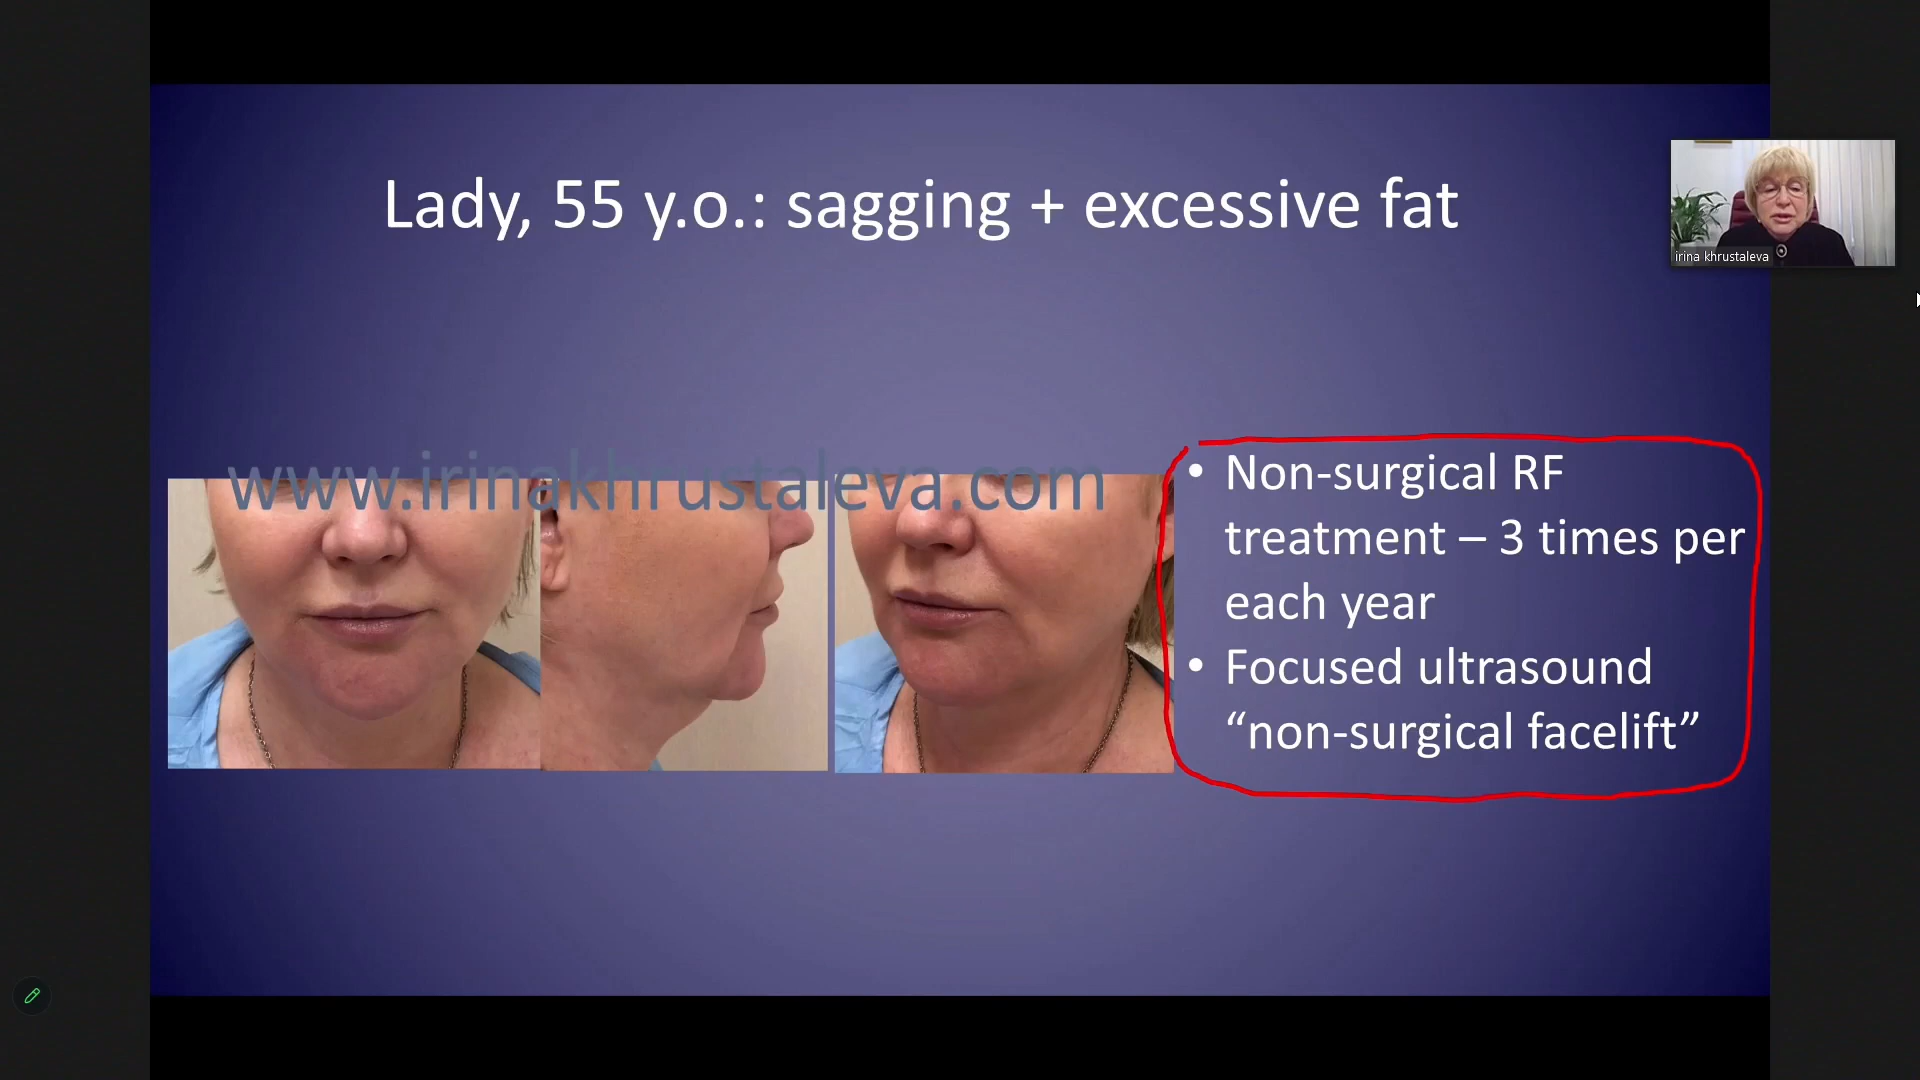 Lady, 55 y.o.: sagging + excessive fat
irina khrustaleva
www.irinakhrustaleva.com
• Non-surgical RF
treatment – 3 times per
each year
• Focused ultrasound
“non-surgical facelift”